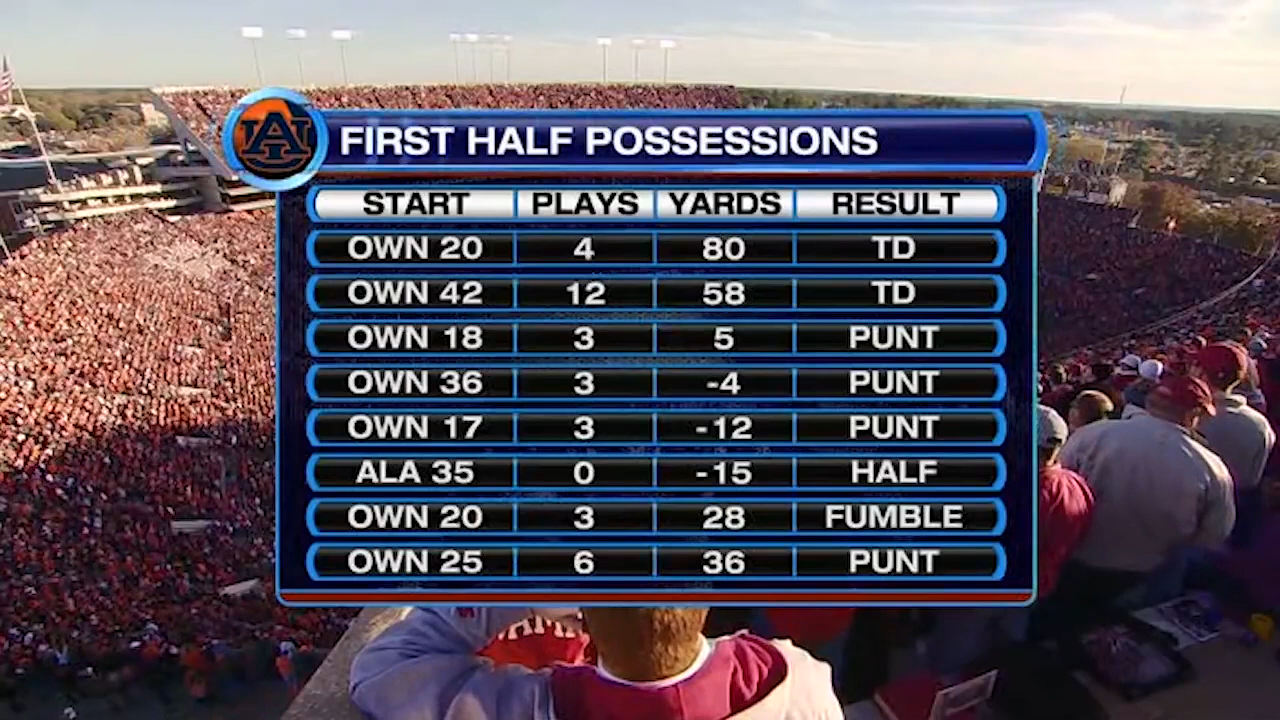 AU FIRST HALF POSSESSIONS
START PLAYS YARDS RESULT
OWN 20 4 80 TD
OWN 42 12 58 TD
OWN 18 3 5 PUNT
OWN 36 3 -4 PUNT
OWN 17 3 -12 PUNT
ALA 35 0 -15 HALF
OWN 20 3 28 FUMBLE
OWN 25 6 36 PUNT